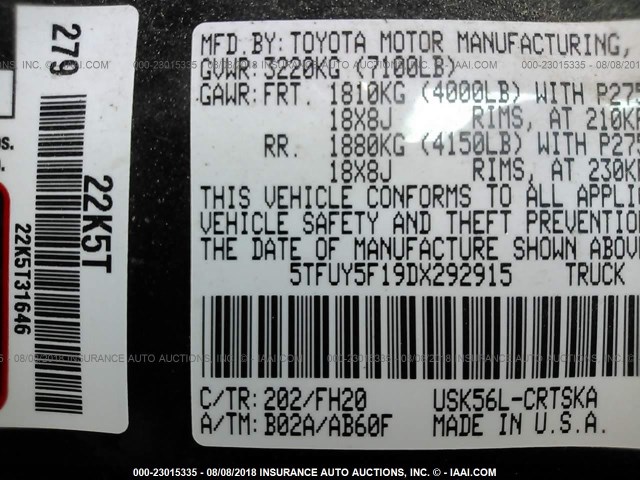 MFD.BY: TOYOTA MOTOR MANUFACTURING,
GVWR: 3220KG (7100LB)
GAWR: FRT. 1810KG (4000LB) WITH P275
18X8J RIMS, AT 210KP
RR. 1880KG (4150LB) WITH P275
18X8J RIMS, AT 230K
THIS VEHICLE CONFORMS TO ALL APPLI
VEHICLE SAFETY AND THEFT PREVENTION
THE DATE OF MANUFACTURE SHOWN ABOVE
5TFUY5F19DX292915 TRUCK
C/TR: 202/FH20 USK56L-CRTSKA
A/TM: B02A/AB60F MADE IN U.S.A.
279
22K5T
22K5T31646
000-23015335 - 08/08/2018 INSURANCE AUTO AUCTIONS, INC. - © IAAI.COM